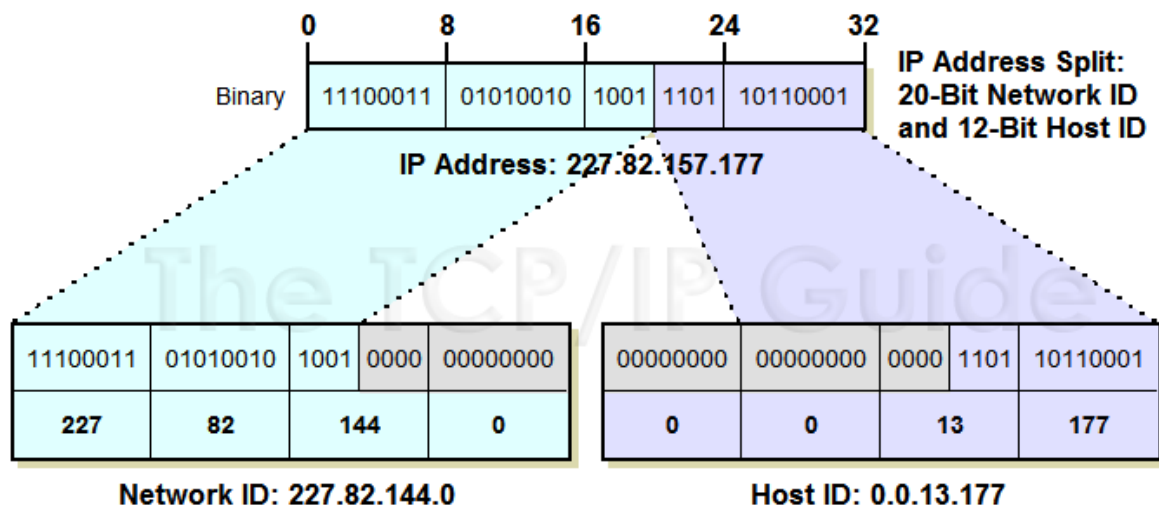 0 8 16 24 32
IP Address Split:
20-Bit Network ID
and 12-Bit Host ID
Binary 11100011 01010010 1001 1101 10110001
IP Address: 227.82.157.177
The TCP/IP Guide
11100011 01010010 1001 0000 00000000
227 82 144 0
Network ID: 227.82.144.0
00000000 00000000 0000 1101 10110001
0 0 13 177
Host ID: 0.0.13.177